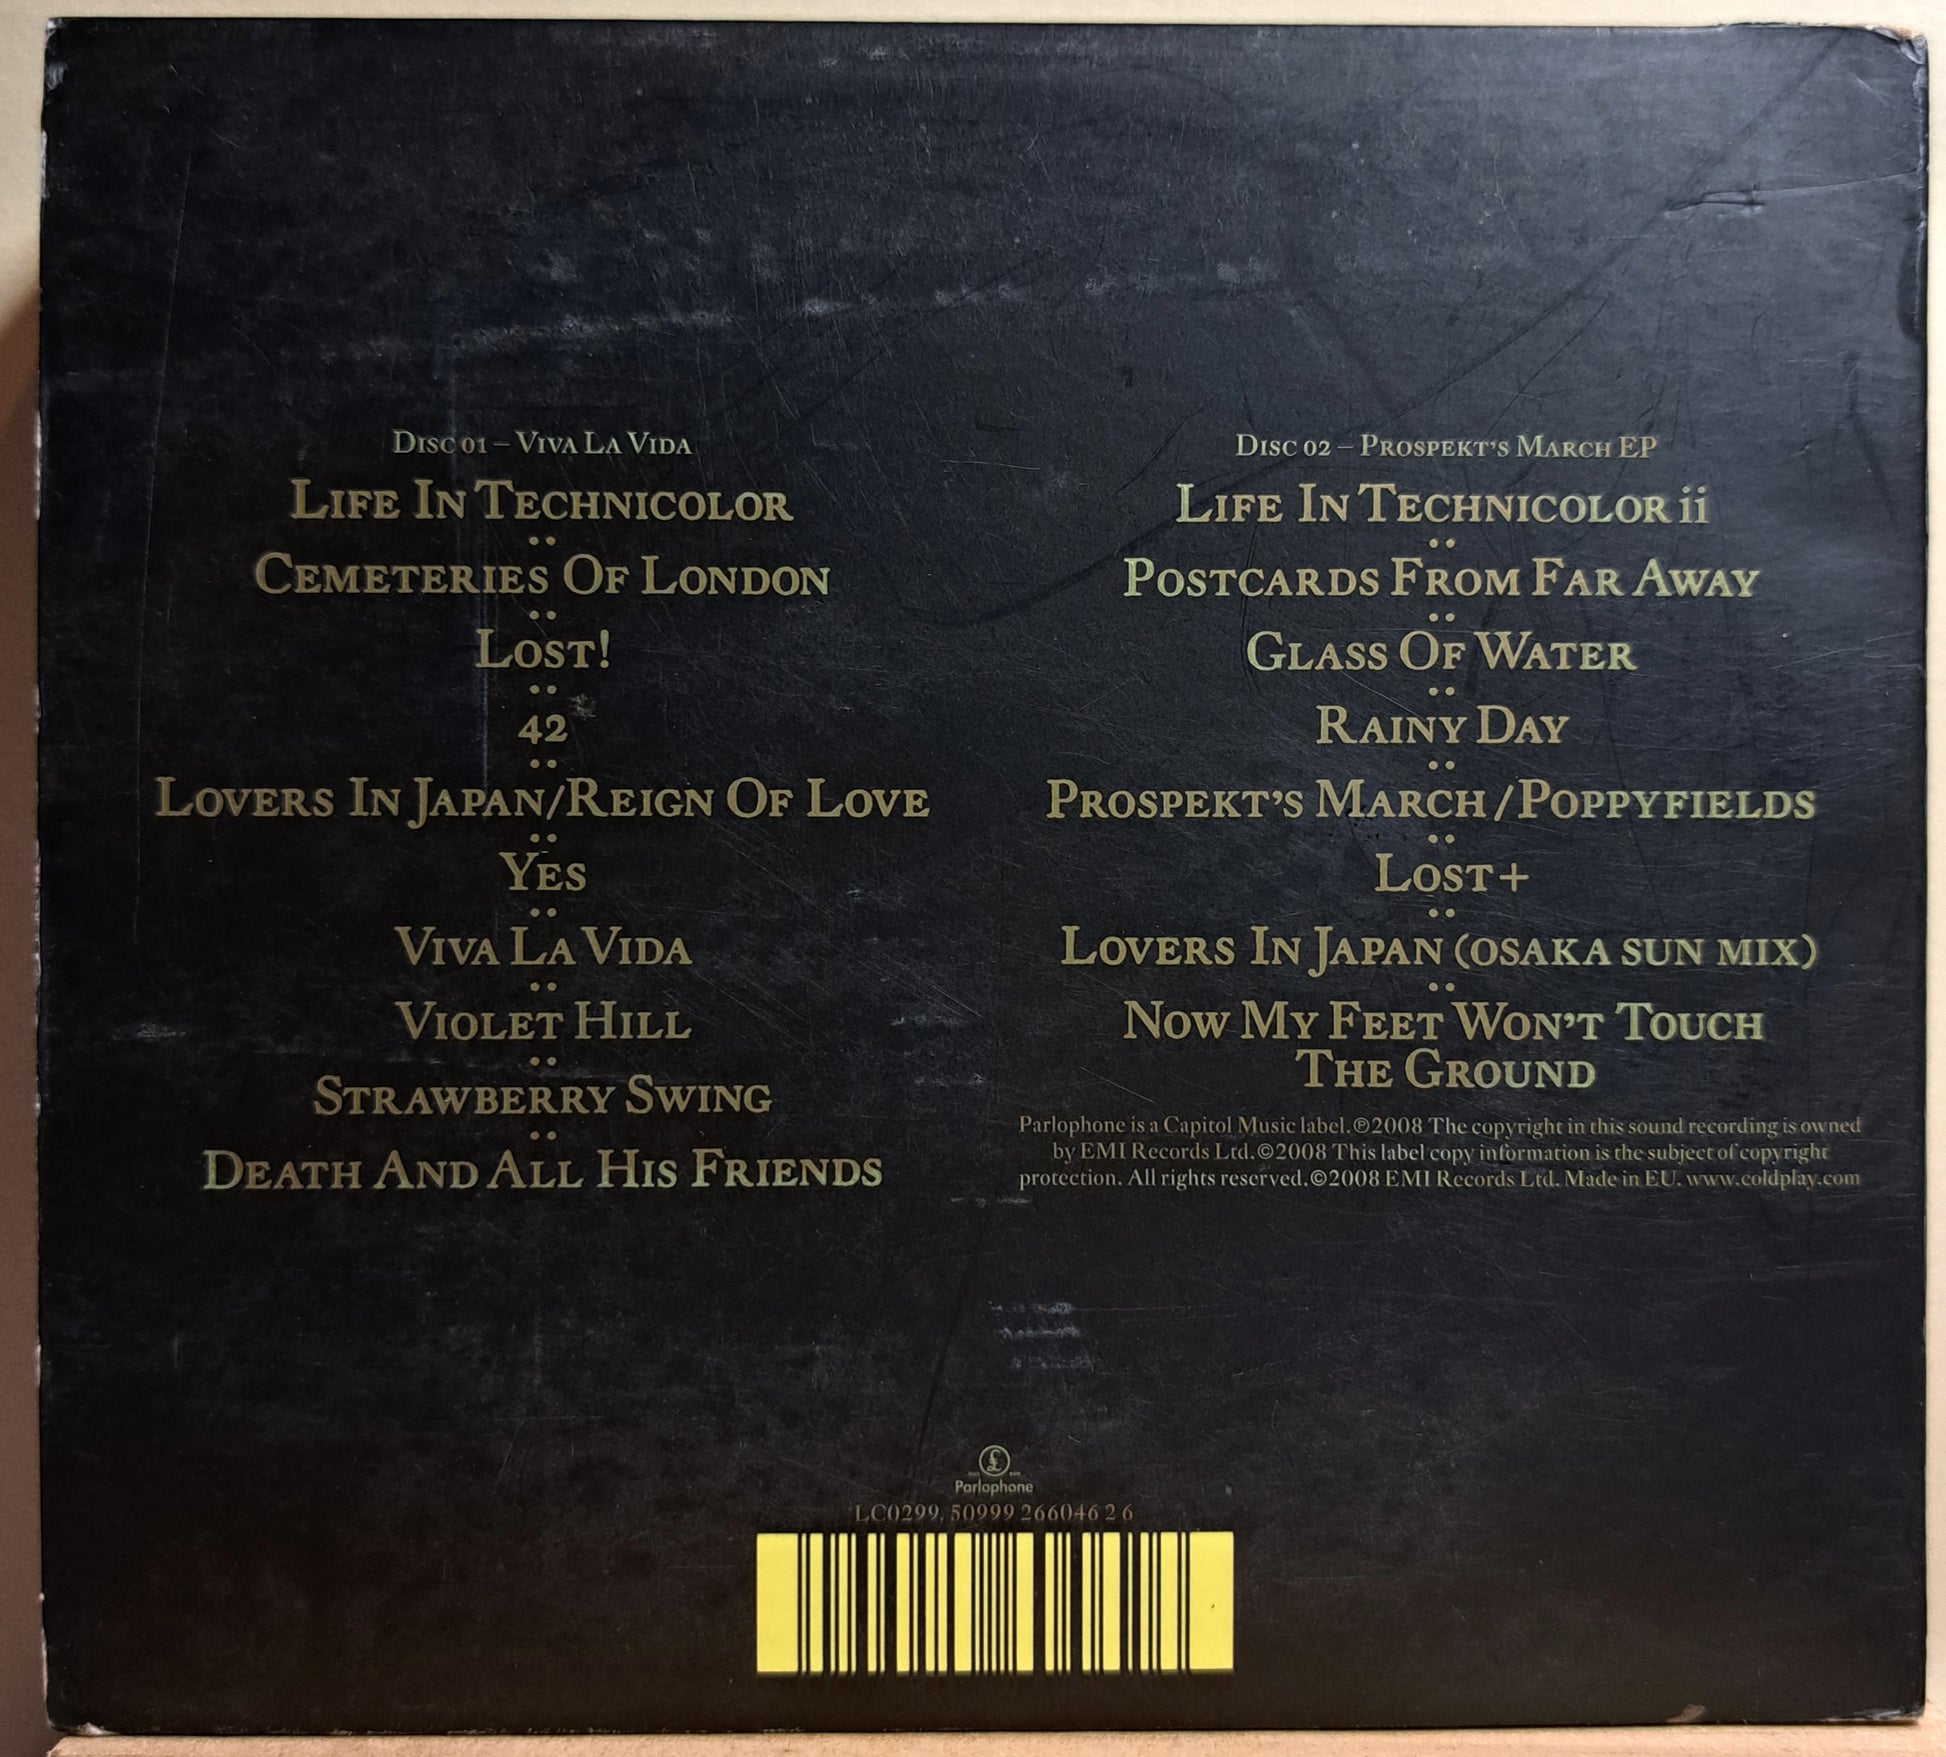 Disc 01 – Viva La Vida
Life In Technicolor
Cemeteries Of London
Lost!
42
Lovers In Japan/Reign Of Love
Yes
Viva La Vida
Violet Hill
Strawberry Swing
Death And All His Friends
Disc 02 – Prospekt's March EP
Life In Technicolor ii
Postcards From Far Away
Glass Of Water
Rainy Day
Prospekt's March/Poppyfields
Lost+
Lovers In Japan (Osaka Sun Mix)
Now My Feet Won't Touch
The Ground
Parlophone is a Capitol Music label. ℗2008 The copyright in this sound recording is owned
by EMI Records Ltd. ©2008 This label copy information is the subject of copyright
protection. All rights reserved. ©2008 EMI Records Ltd. Made in EU. www.coldplay.com
£
Parlophone
LC0299. 50999 266046 2 6